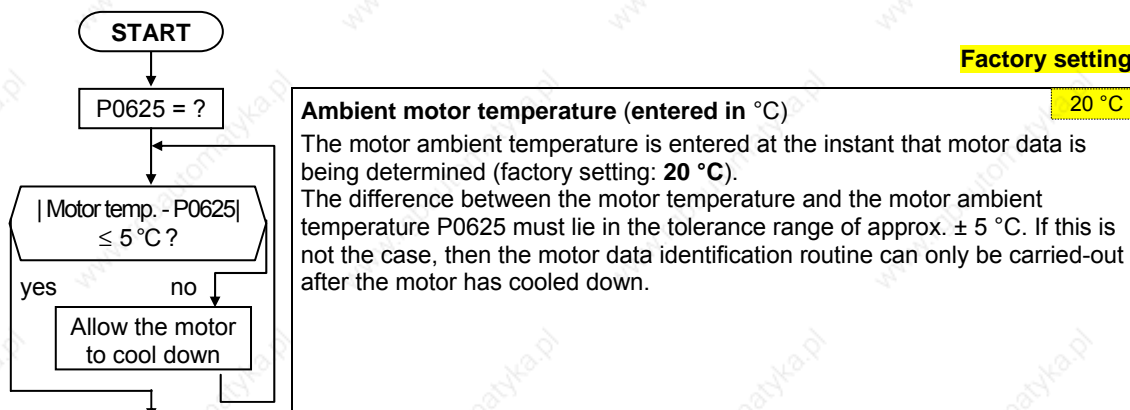 START
Factory setting
P0625 = ?
Ambient motor temperature (entered in °C)
20 °C
The motor ambient temperature is entered at the instant that motor data is
being determined (factory setting: 20 °C).
The difference between the motor temperature and the motor ambient
temperature P0625 must lie in the tolerance range of approx. ± 5 °C. If this is
not the case, then the motor data identification routine can only be carried-out
after the motor has cooled down.
| Motor temp. - P0625|
≤ 5 °C ?
yes no
Allow the motor
to cool down